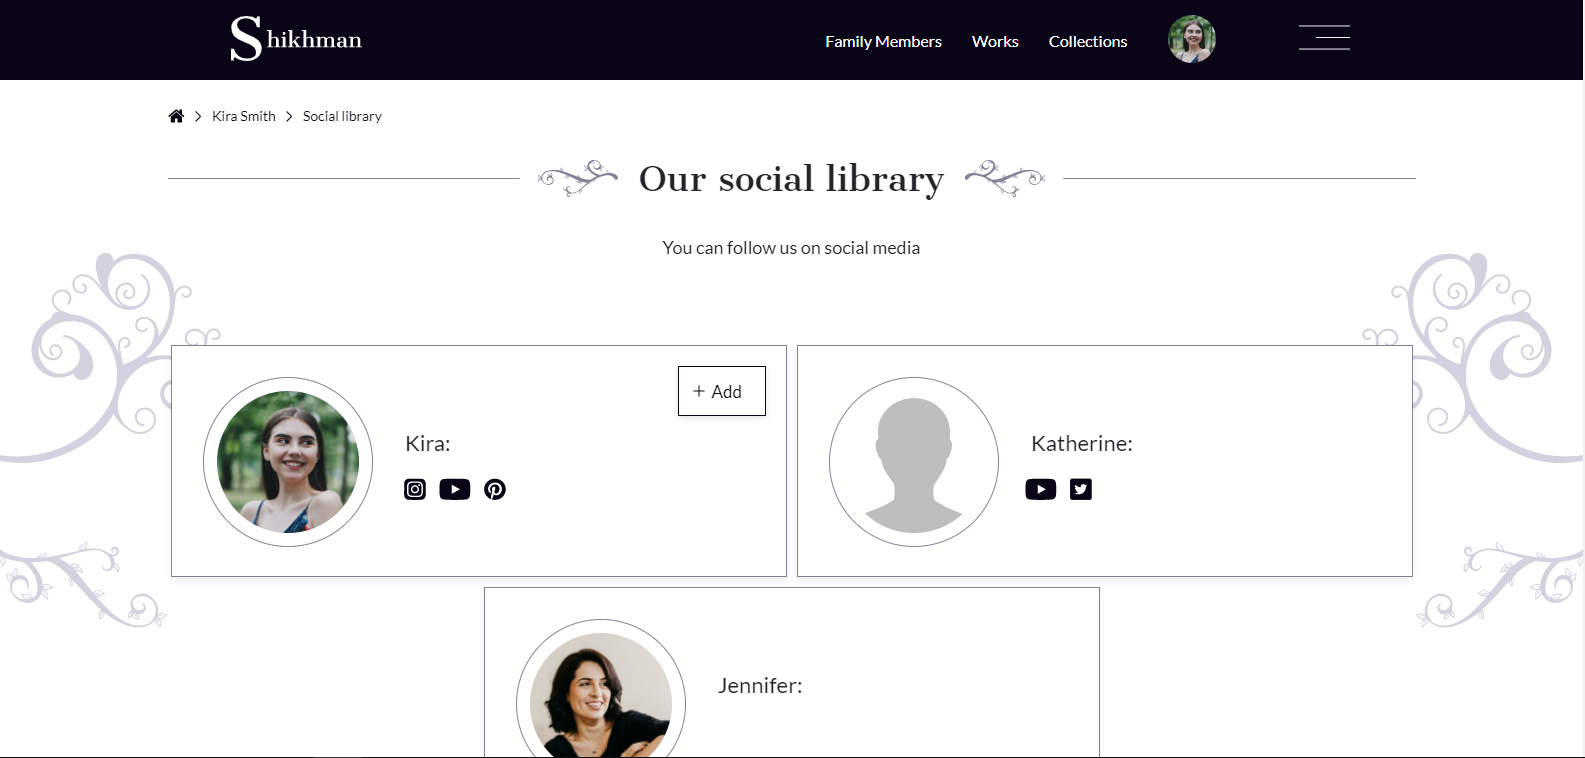 Shikhman
Family Members
Works
Collections
Kira Smith > Social library
Our social library
You can follow us on social media
+ Add
Kira:
Katherine:
Jennifer: